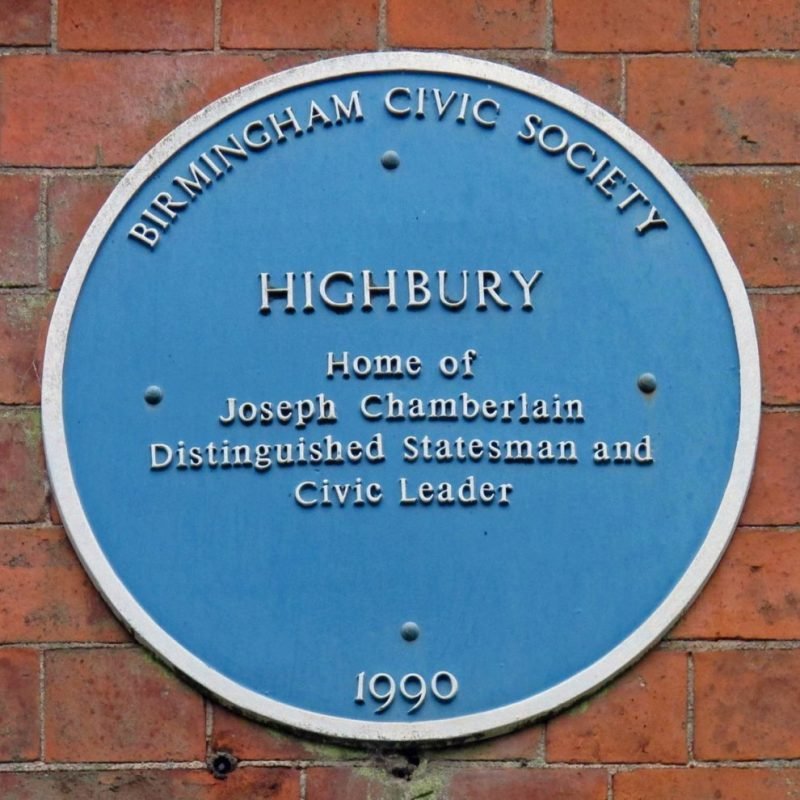 BIRMINGHAM CIVIC SOCIETY
HIGHBURY
Home of
Joseph Chamberlain
Distinguished Statesman and
Civic Leader
1990